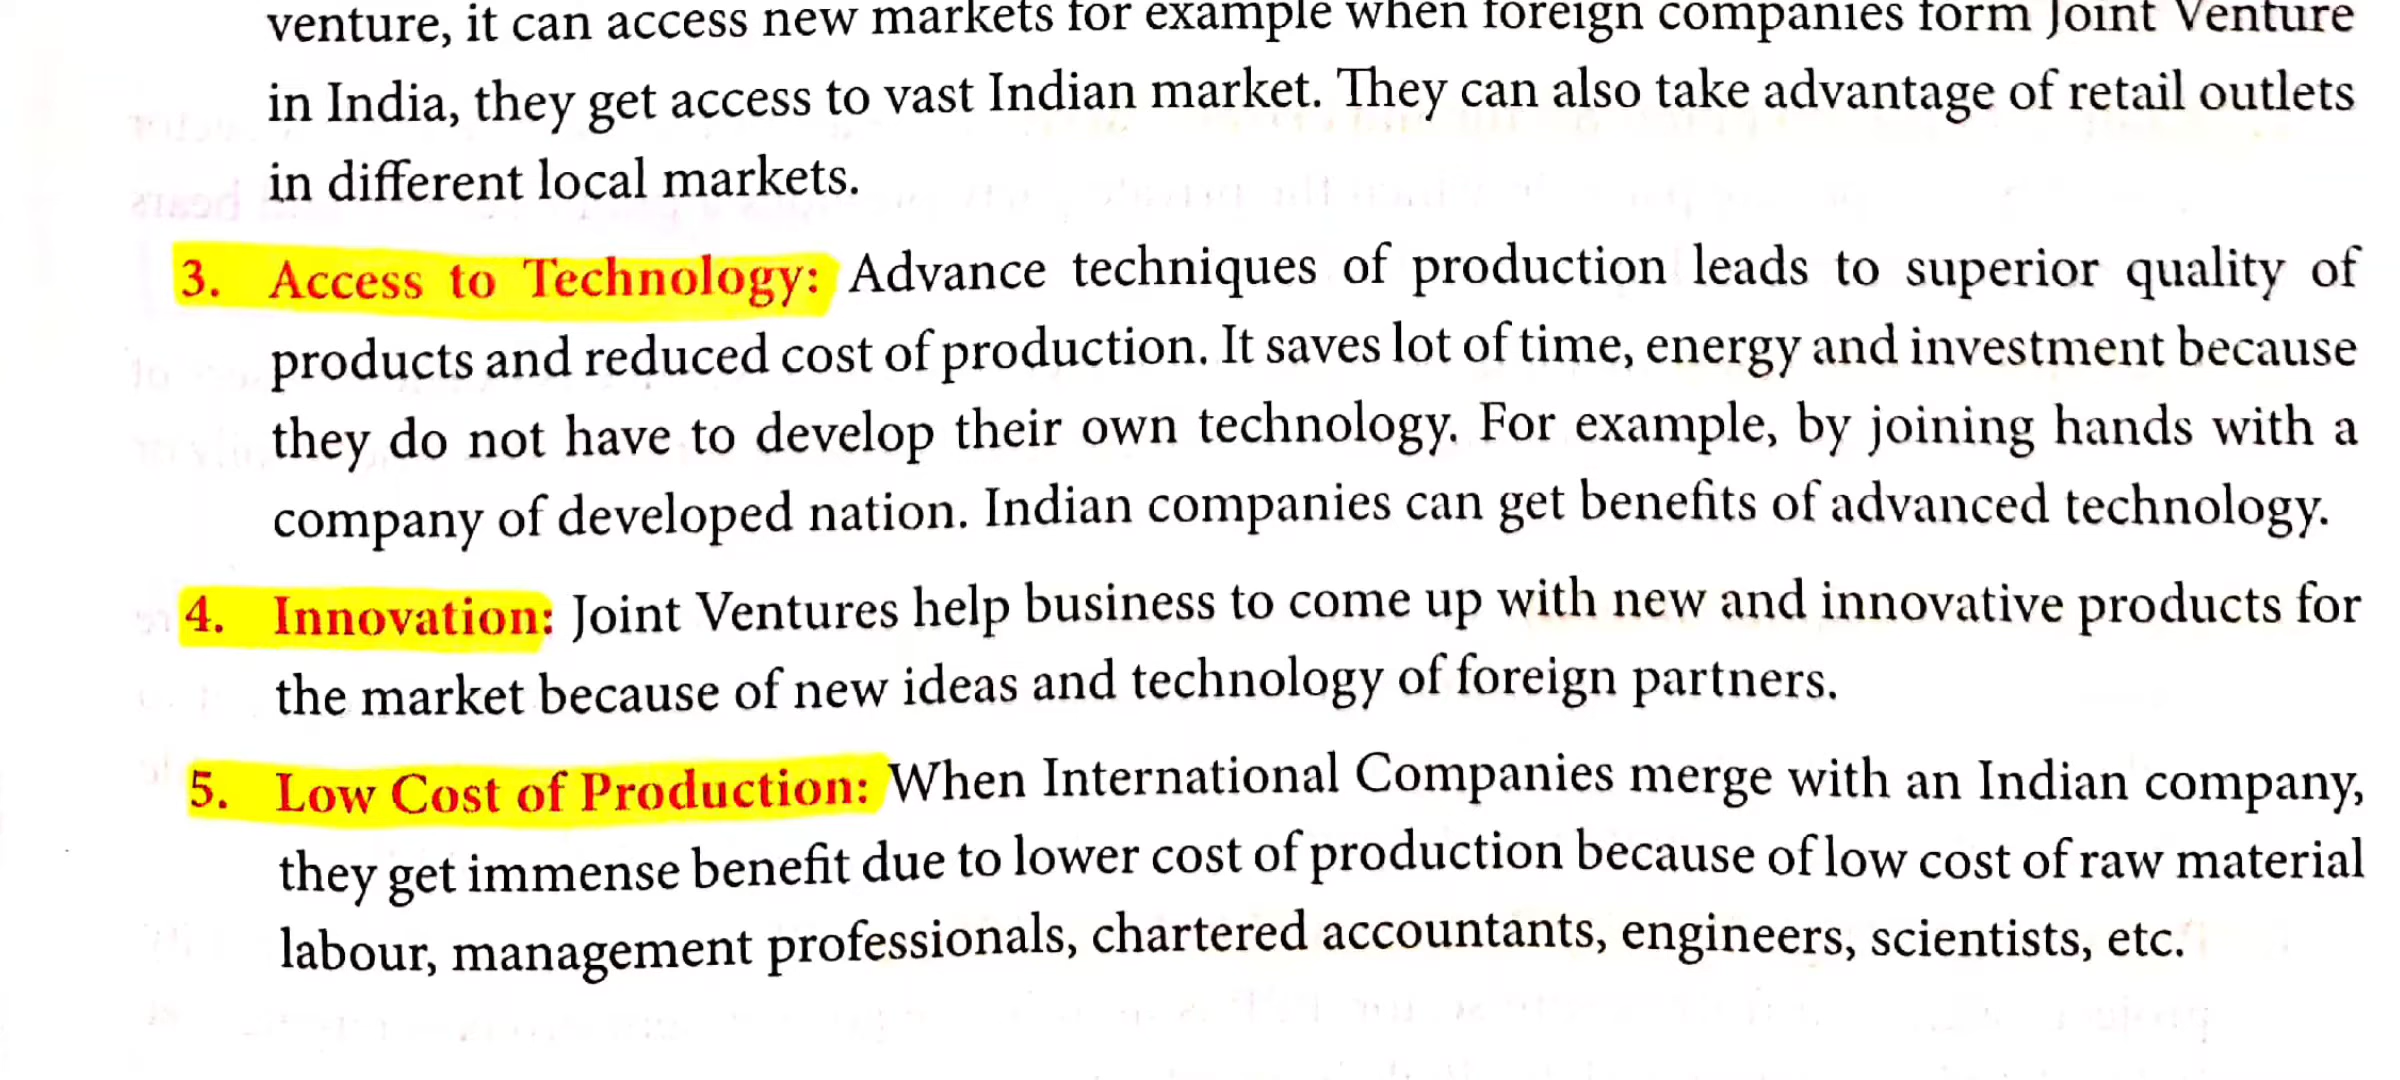 venture, it can access new markets for example when foreign companies form Joint Venture
in India, they get access to vast Indian market. They can also take advantage of retail outlets
in different local markets.
3. Access to Technology: Advance techniques of production leads to superior quality of
products and reduced cost of production. It saves lot of time, energy and investment because
they do not have to develop their own technology. For example, by joining hands with a
company of developed nation. Indian companies can get benefits of advanced technology.
4. Innovation: Joint Ventures help business to come up with new and innovative products for
the market because of new ideas and technology of foreign partners.
5. Low Cost of Production: When International Companies merge with an Indian company,
they get immense benefit due to lower cost of production because of low cost of raw material
labour, management professionals, chartered accountants, engineers, scientists, etc.